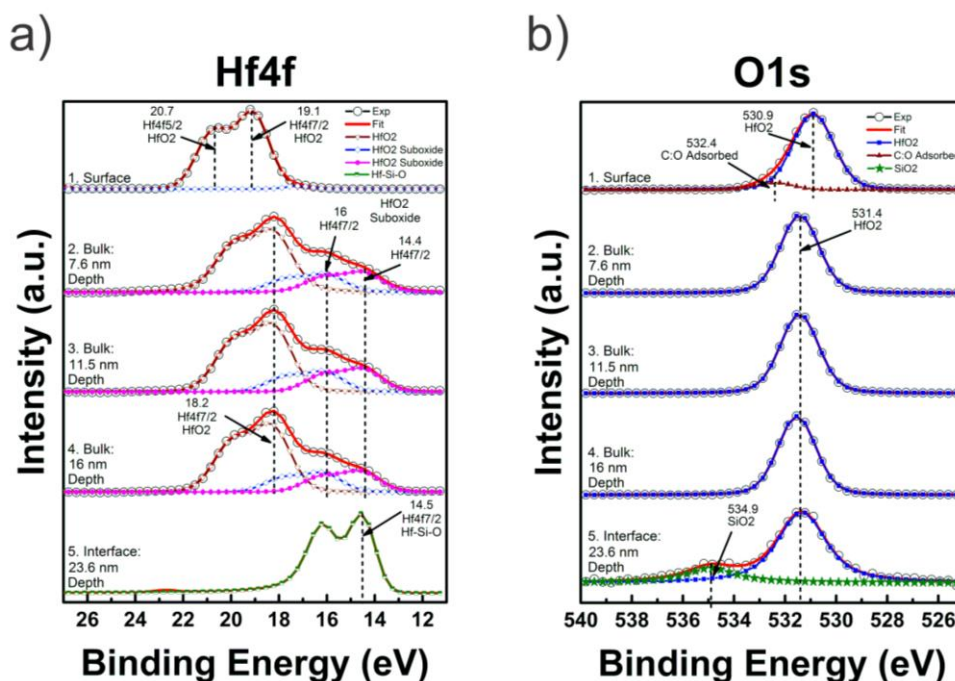 a)
Hf4f
20.7
Hf4f5/2
HfO2
19.1
Hf4f7/2
HfO2
Exp
Fit
HfO2
HfO2 Suboxide
HfO2 Suboxide
Hf-Si-O
1. Surface
HfO2
Suboxide
16
Hf4f7/2
14.4
Hf4f7/2
2. Bulk:
7.6 nm
Depth
3. Bulk:
11.5 nm
Depth
18.2
Hf4f7/2
HfO2
4. Bulk:
16 nm
Depth
14.5
Hf4f7/2
Hf-Si-O
5. Interface:
23.6 nm
Depth
Intensity (a.u.)
26 24 22 20 18 16 14 12
Binding Energy (eV)
b)
O1s
530.9
HfO2
532.4
C:O Adsorbed
Exp
Fit
HfO2
C:O Adsorbed
SiO2
1. Surface
531.4
HfO2
2. Bulk:
7.6 nm
Depth
3. Bulk:
11.5 nm
Depth
4. Bulk:
16 nm
Depth
534.9
SiO2
5. Interface:
23.6 nm
Depth
Intensity (a.u.)
540 538 536 534 532 530 528 526
Binding Energy (eV)